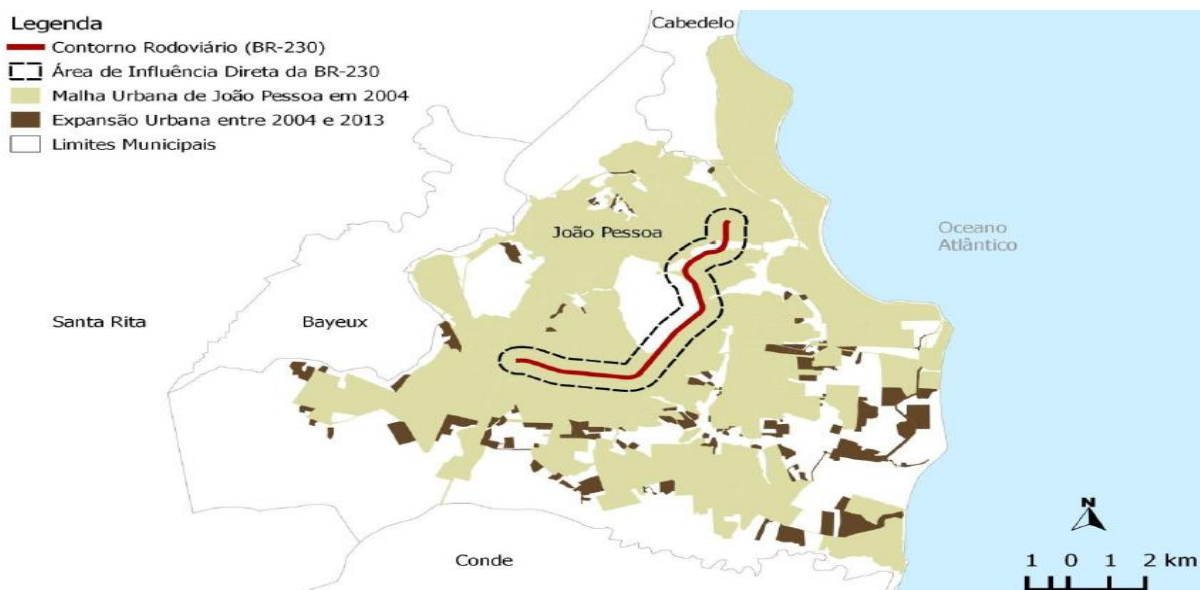 Legenda
Contorno Rodoviário (BR-230)
Área de Influência Direta da BR-230
Malha Urbana de João Pessoa em 2004
Expansão Urbana entre 2004 e 2013
Limites Municipais
Cabedelo
João Pessoa
Oceano
Atlântico
Santa Rita
Bayeux
Conde
N
1 0 1 2 km